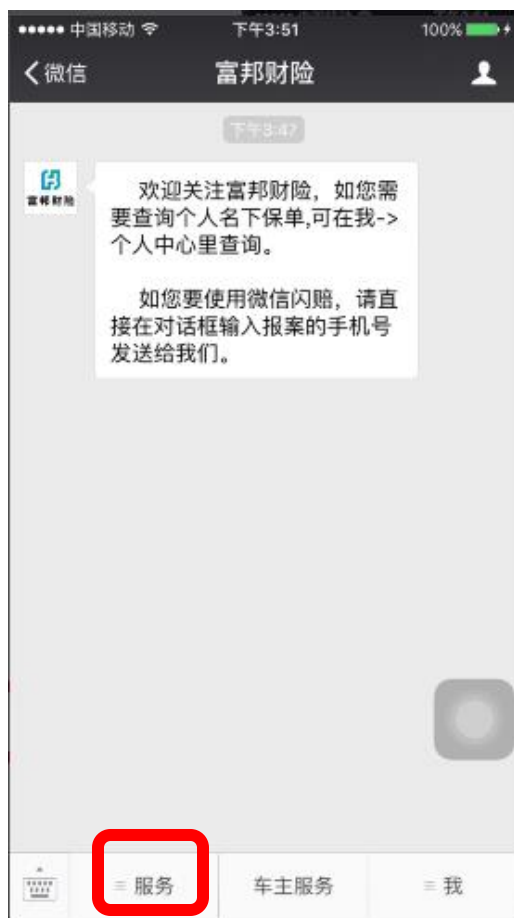 中国移动 下午3:51 100%
微信 富邦财险
下午3:47
富邦财险
欢迎关注富邦财险，如您需
要查询个人名下保单,可在我->
个人中心里查询。
如您要使用微信闪赔，请直
接在对话框输入报案的手机号
发送给我们。
服务 车主服务 我